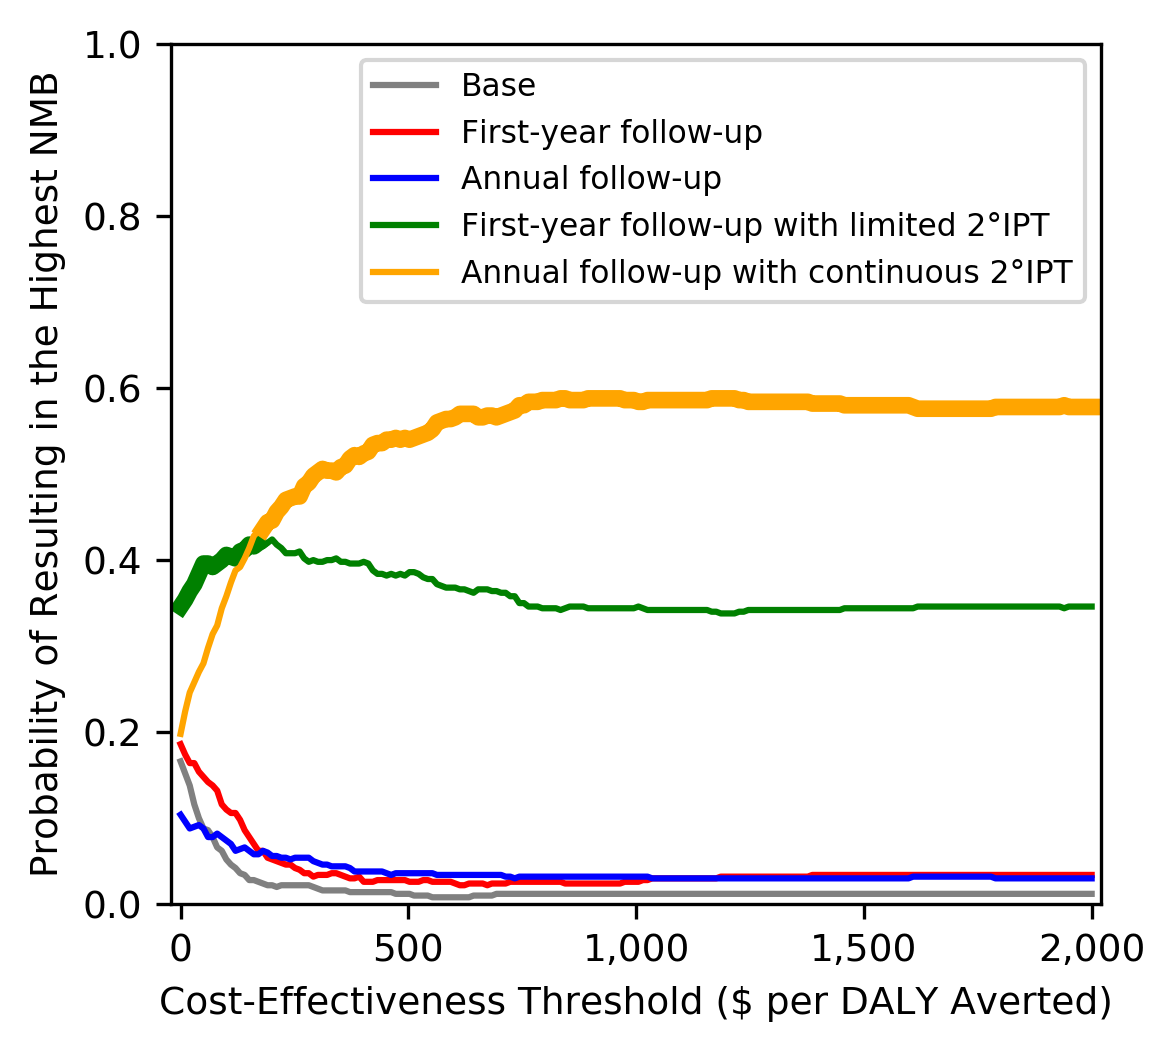 Probability of Resulting in the Highest NMB
1.0
0.8
0.6
0.4
0.2
0.0
Base
First-year follow-up
Annual follow-up
First-year follow-up with limited 2°IPT
Annual follow-up with continuous 2°IPT
0 500 1,000 1,500 2,000
Cost-Effectiveness Threshold ($ per DALY Averted)